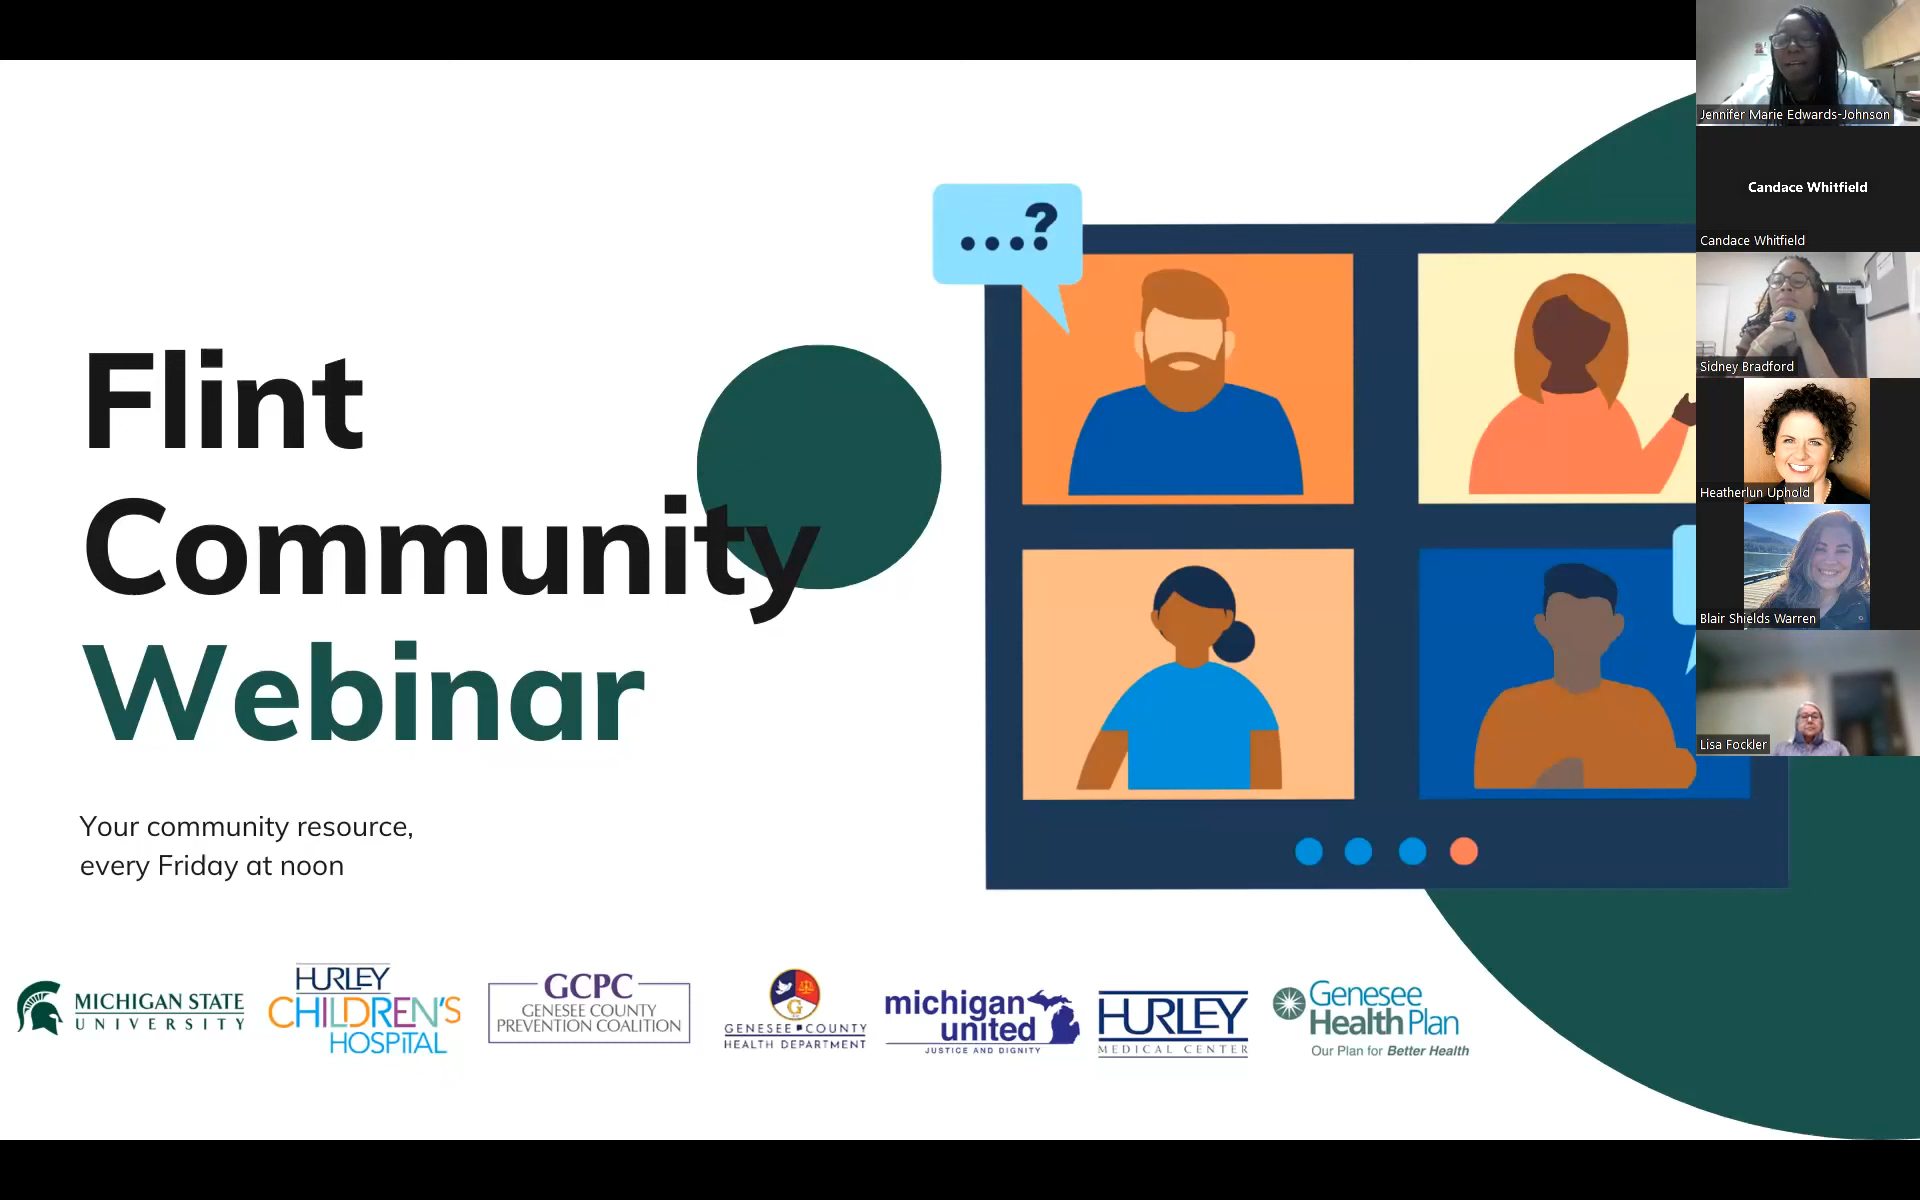 ....?
Flint
Community
Webinar
Your community resource,
every Friday at noon
MICHIGAN STATE
UNIVERSITY
HURLEY
CHILDREN'S
HOSPITAL
GCPC
GENESEE COUNTY
PREVENTION COALITION
G
GENESEE COUNTY
HEALTH DEPARTMENT
michigan
united
JUSTICE AND DIGNITY
HURLEY
MEDICAL CENTER
Genesee
Health Plan
Our Plan for Better Health
Jennifer Marie Edwards-Johnson
Candace Whitfield
Candace Whitfield
Sidney Bradford
Heatherlun Uphold
Blair Shields Warren
Lisa Fockler